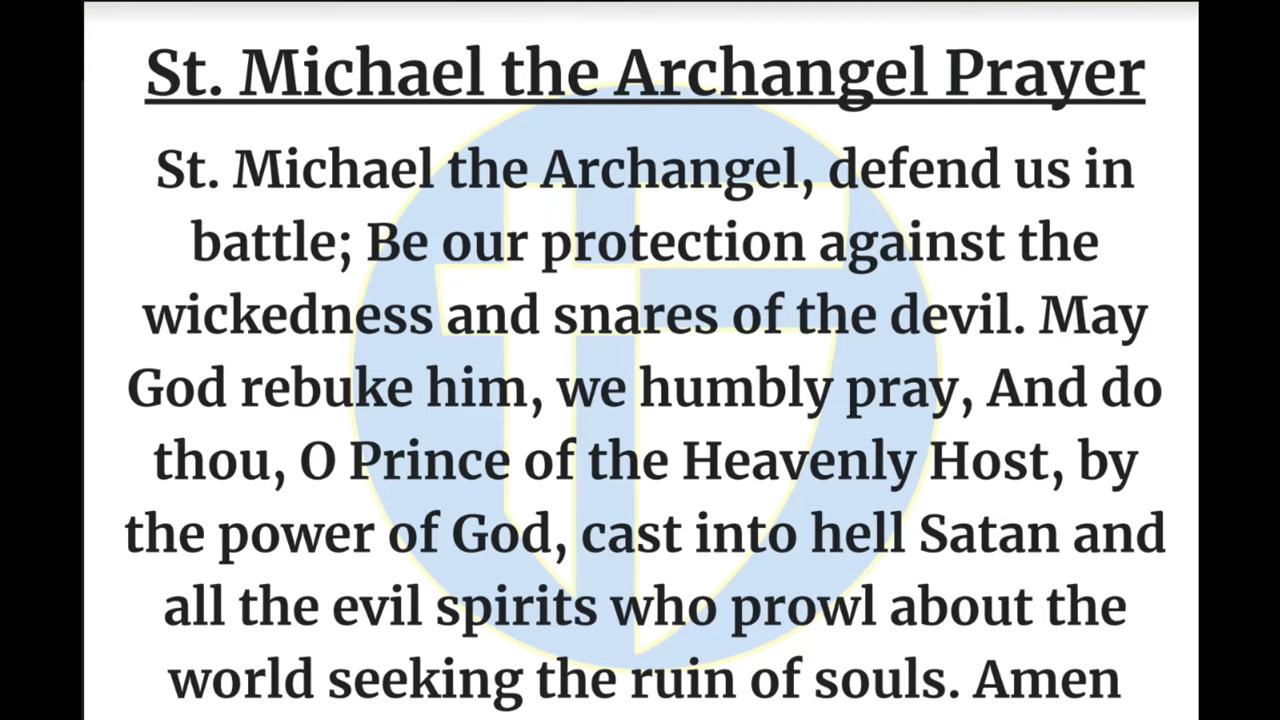 St. Michael the Archangel Prayer
St. Michael the Archangel, defend us in
battle; Be our protection against the
wickedness and snares of the devil. May
God rebuke him, we humbly pray, And do
thou, O Prince of the Heavenly Host, by
the power of God, cast into hell Satan and
all the evil spirits who prowl about the
world seeking the ruin of souls. Amen